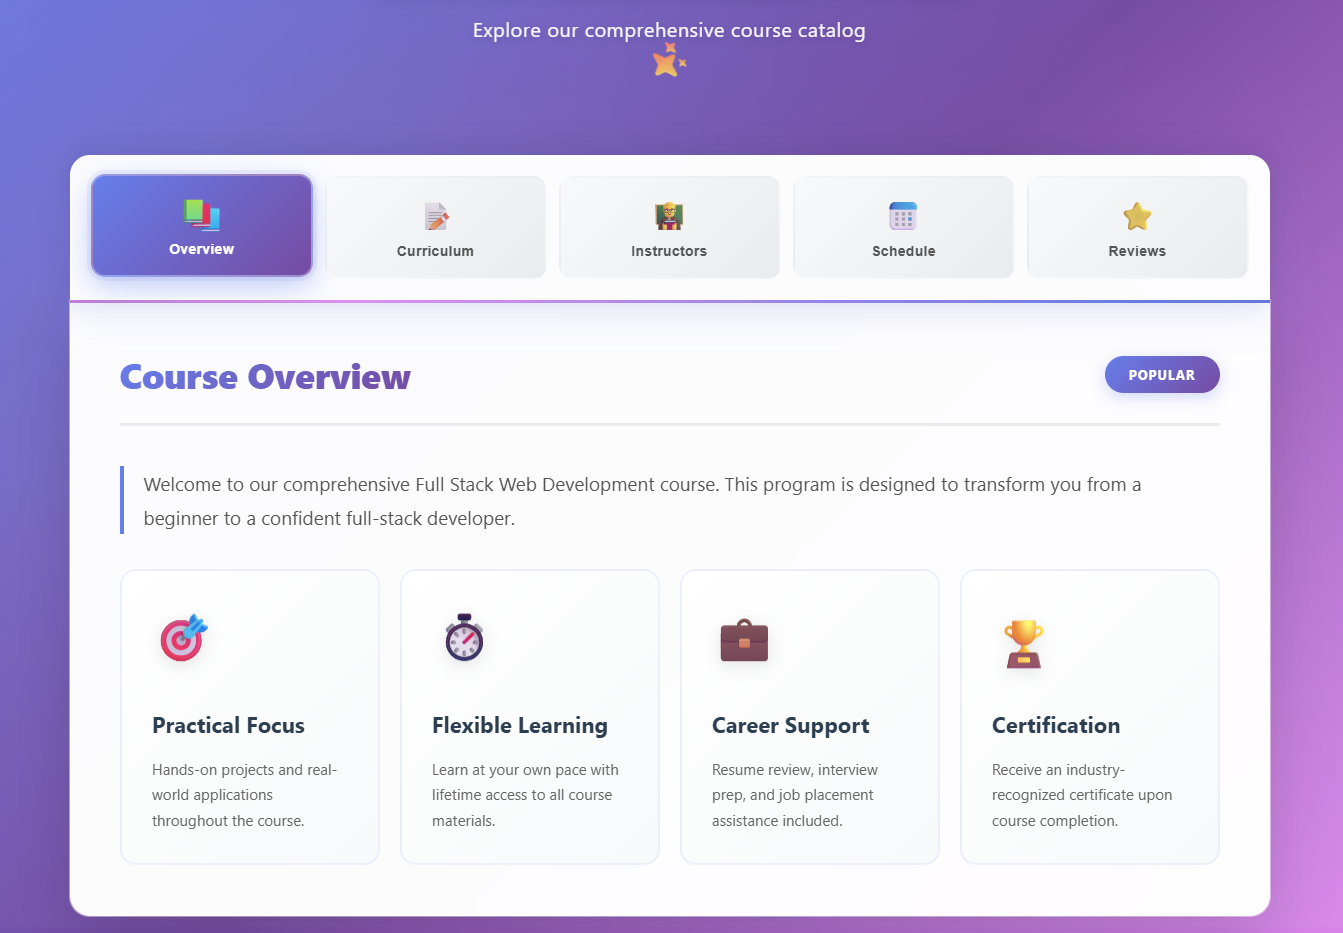 Explore our comprehensive course catalog
Overview
Curriculum
Instructors
Schedule
Reviews
Course Overview
POPULAR
Welcome to our comprehensive Full Stack Web Development course. This program is designed to transform you from a
beginner to a confident full-stack developer.
Practical Focus
Hands-on projects and real-
world applications
throughout the course.
Flexible Learning
Learn at your own pace with
lifetime access to all course
materials.
Career Support
Resume review, interview
prep, and job placement
assistance included.
Certification
Receive an industry-
recognized certificate upon
course completion.